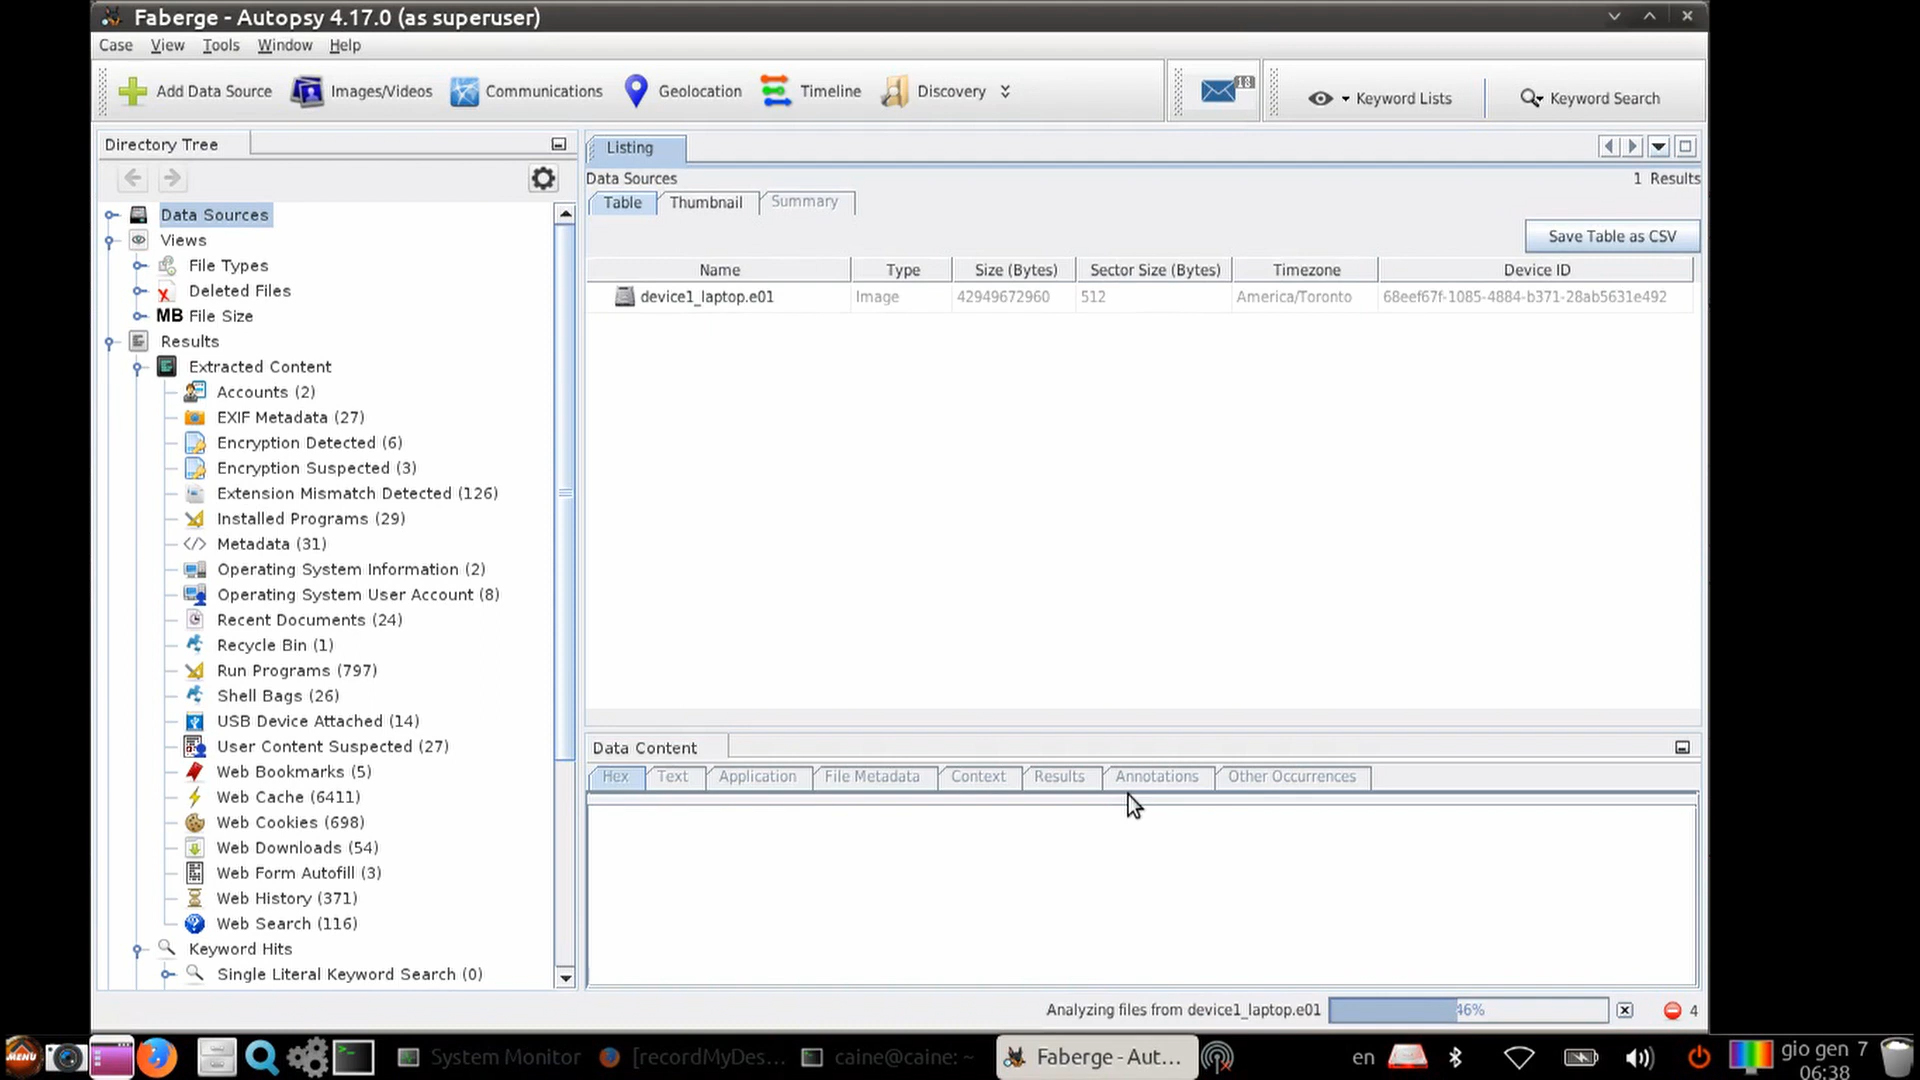 Faberge - Autopsy 4.17.0 (as superuser)
Case View Tools Window Help
Add Data Source Images/Videos Communications Geolocation Timeline Discovery 18 Keyword Lists Keyword Search
Directory Tree
Listing
Data Sources 1 Results
Table Thumbnail Summary
Save Table as CSV
Name Type Size (Bytes) Sector Size (Bytes) Timezone Device ID
device1_laptop.e01 Image 42949672960 512 America/Toronto 68eef67f-1085-4884-b371-28ab5631e492
Data Sources
Views
File Types
Deleted Files
MB File Size
Results
Extracted Content
Accounts (2)
EXIF Metadata (27)
Encryption Detected (6)
Encryption Suspected (3)
Extension Mismatch Detected (126)
Installed Programs (29)
Metadata (31)
Operating System Information (2)
Operating System User Account (8)
Recent Documents (24)
Recycle Bin (1)
Run Programs (797)
Shell Bags (26)
USB Device Attached (14)
User Content Suspected (27)
Web Bookmarks (5)
Web Cache (6411)
Web Cookies (698)
Web Downloads (54)
Web Form Autofill (3)
Web History (371)
Web Search (116)
Keyword Hits
Single Literal Keyword Search (0)
Data Content
Hex Text Application File Metadata Context Results Annotations Other Occurrences
Analyzing files from device1_laptop.e01 46% 4
MENU System Monitor [recordMyDes... caine@caine: ~ Faberge - Aut... en gio gen 7
06:38